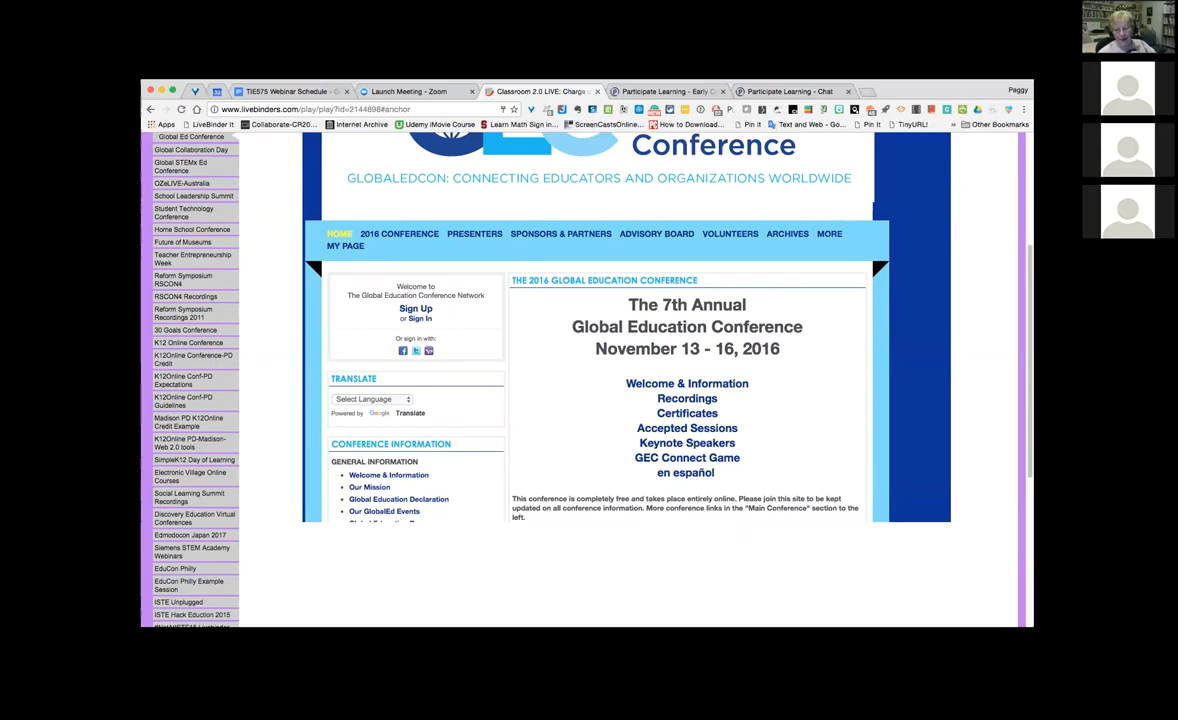 TIE575 Webinar Schedule - G
Launch Meeting - Zoom
Classroom 2.0 LIVE: Charge u
Participate Learning - Early C
Participate Learning - Chat
Peggy
www.livebinders.com/play/play?id=2144898#anchor
Apps
LiveBinder It
Collaborate-CR20...
Internet Archive
Udemy iMovie Course
Learn Math Sign in...
ScreenCastsOnline...
How to Download...
Pin It
Text and Web - Go...
Pin It
TinyURL!
»
Other Bookmarks
Global Ed Conference
Global Collaboration Day
Global STEMx Ed
Conference
OZeLIVE-Australia
School Leadership Summit
Student Technology
Conference
Home School Conference
Future of Museums
Teacher Entrepreneurship
Week
Reform Symposium
RSCON4
RSCON4 Recordings
Reform Symposium
Recordings 2011
30 Goals Conference
K12 Online Conference
K12Online Conference-PD
Credit
K12Online Conf-PD
Expectations
K12Online Conf-PD
Guidelines
Madison PD K12Online
Credit Example
K12Online PD-Madison-
Web 2.0 tools
SimpleK12 Day of Learning
Electronic Village Online
Courses
Social Learning Summit
Recordings
Discovery Education Virtual
Conferences
Edmodocon Japan 2017
Siemens STEM Academy
Webinars
EduCon Philly
EduCon Philly Example
Session
ISTE Unplugged
ISTE Hack Eduction 2015
Conference
GLOBALEDCON: CONNECTING EDUCATORS AND ORGANIZATIONS WORLDWIDE
HOME 2016 CONFERENCE PRESENTERS SPONSORS & PARTNERS ADVISORY BOARD VOLUNTEERS ARCHIVES MORE
MY PAGE
Welcome to
The Global Education Conference Network
Sign Up
or Sign In
Or sign in with:
TRANSLATE
Select Language
Powered by Google Translate
CONFERENCE INFORMATION
GENERAL INFORMATION
Welcome & Information
Our Mission
Global Education Declaration
Our GlobalEd Events
THE 2016 GLOBAL EDUCATION CONFERENCE
The 7th Annual
Global Education Conference
November 13 - 16, 2016
Welcome & Information
Recordings
Certificates
Accepted Sessions
Keynote Speakers
GEC Connect Game
en español
This conference is completely free and takes place entirely online. Please join this site to be kept
updated on all conference information. More conference links in the "Main Conference" section to the
left.